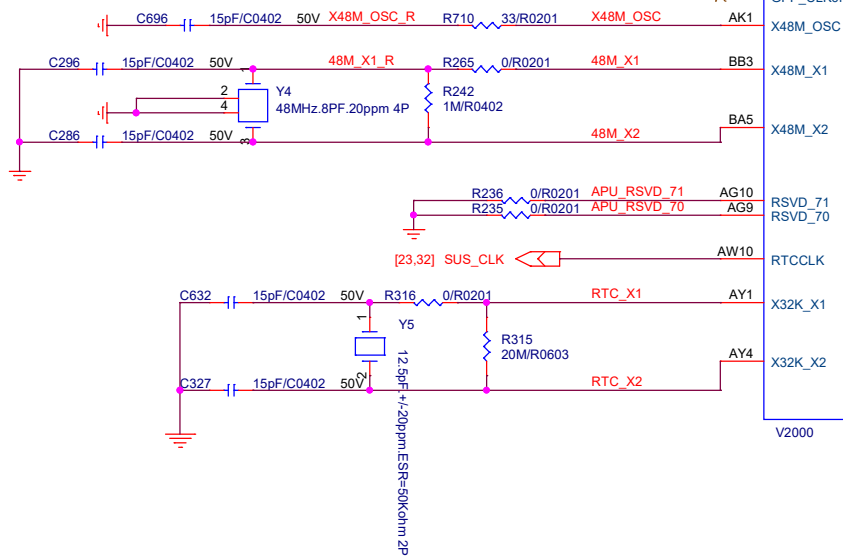 C696 15pF/C0402 50V X48M_OSC_R R710 33/R0201 X48M_OSC AK1 X48M_OSC
C296 15pF/C0402 50V 48M_X1_R R265 0/R0201 48M_X1 BB3 X48M_X1
1
2
4
Y4
48MHz.8PF.20ppm 4P
R242
1M/R0402
3
C286 15pF/C0402 50V 48M_X2 BA5 X48M_X2
R236 0/R0201 APU_RSVD_71 AG10 RSVD_71
R235 0/R0201 APU_RSVD_70 AG9 RSVD_70
[23,32] SUS_CLK AW10 RTCCLK
C632 15pF/C0402 50V R316 0/R0201 RTC_X1 AY1 X32K_X1
1
Y5
12.5pF.+/-20ppm.ESR=50Kohm 2P
R315
20M/R0603
2
C327 15pF/C0402 50V RTC_X2 AY4 X32K_X2
V2000